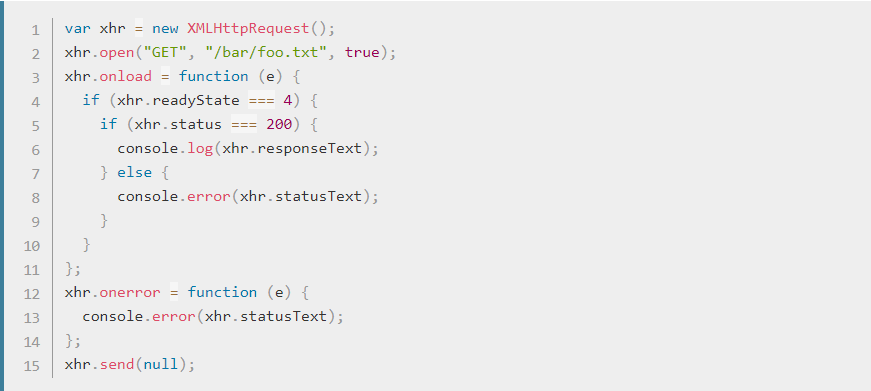 1 var xhr = new XMLHttpRequest();
2 xhr.open("GET", "/bar/foo.txt", true);
3 xhr.onload = function (e) {
4   if (xhr.readyState === 4) {
5     if (xhr.status === 200) {
6       console.log(xhr.responseText);
7     } else {
8       console.error(xhr.statusText);
9     }
10   }
11 };
12 xhr.onerror = function (e) {
13   console.error(xhr.statusText);
14 };
15 xhr.send(null);